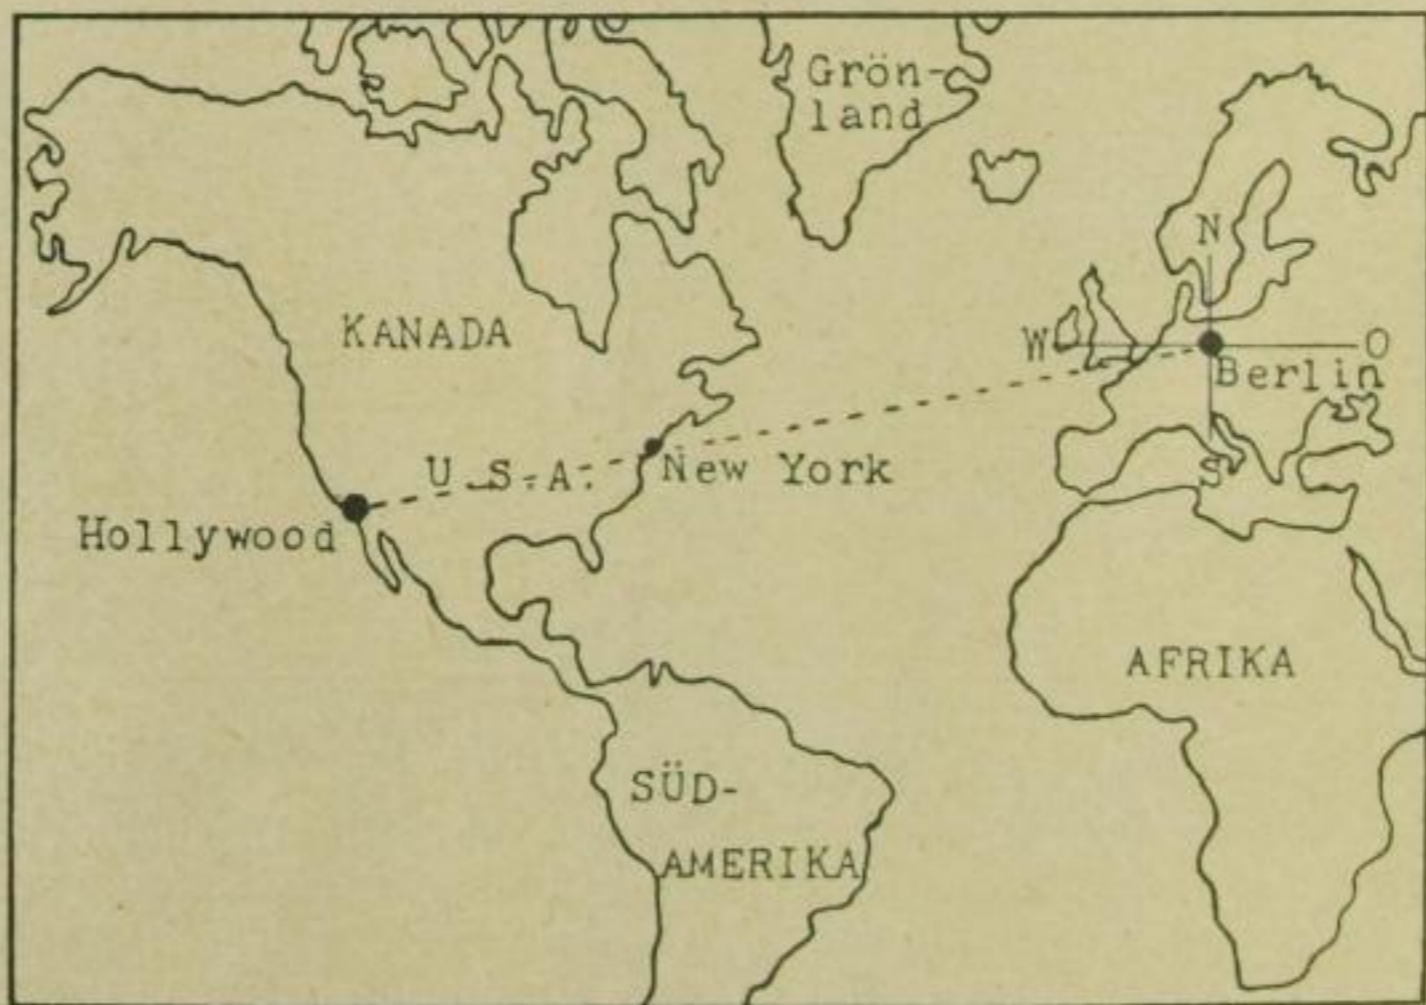 Grön-
land
N
KANADA
W
O
Berlin
U.S.A.
New York
S
Hollywood
AFRIKA
SÜD-
AMERIKA